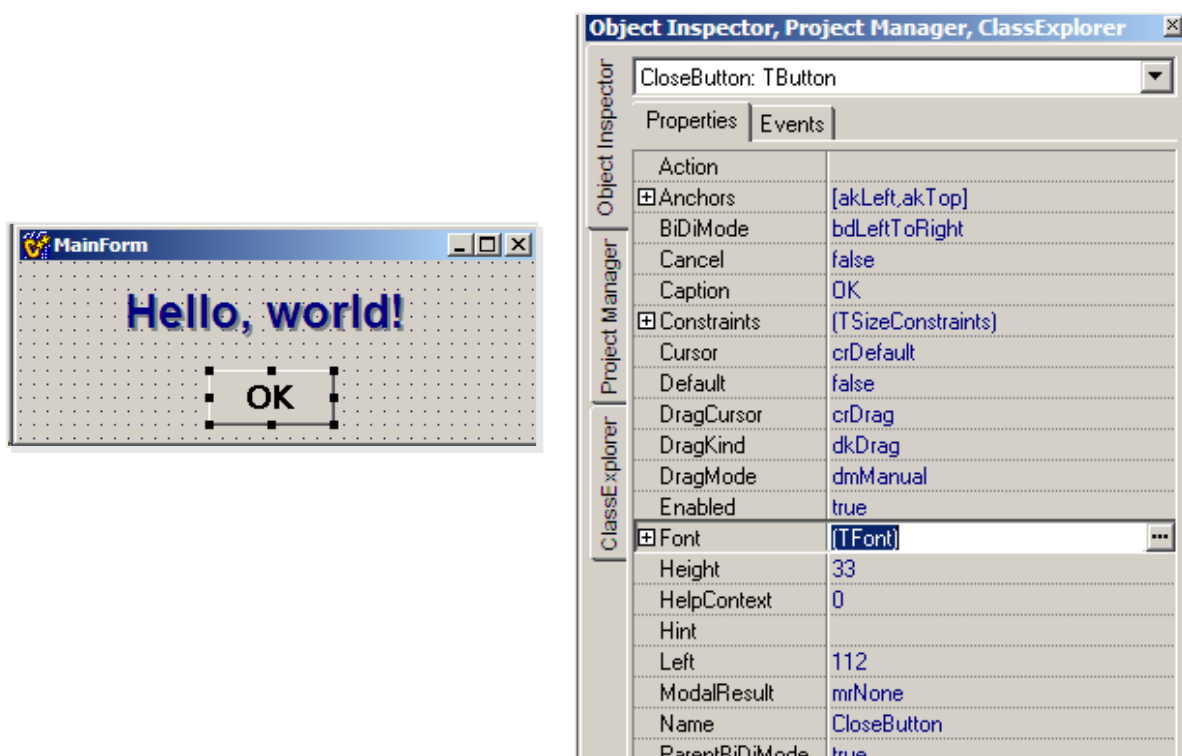 MainForm
Hello, world!
OK
Object Inspector, Project Manager, ClassExplorer
Object Inspector
Project Manager
ClassExplorer
CloseButton: TButton
Properties Events
Action
Anchors [akLeft,akTop]
BiDiMode bdLeftToRight
Cancel false
Caption OK
Constraints (TSizeConstraints)
Cursor crDefault
Default false
DragCursor crDrag
DragKind dkDrag
DragMode dmManual
Enabled true
Font (TFont) ...
Height 33
HelpContext 0
Hint
Left 112
ModalResult mrNone
Name CloseButton
ParentBiDiMode true